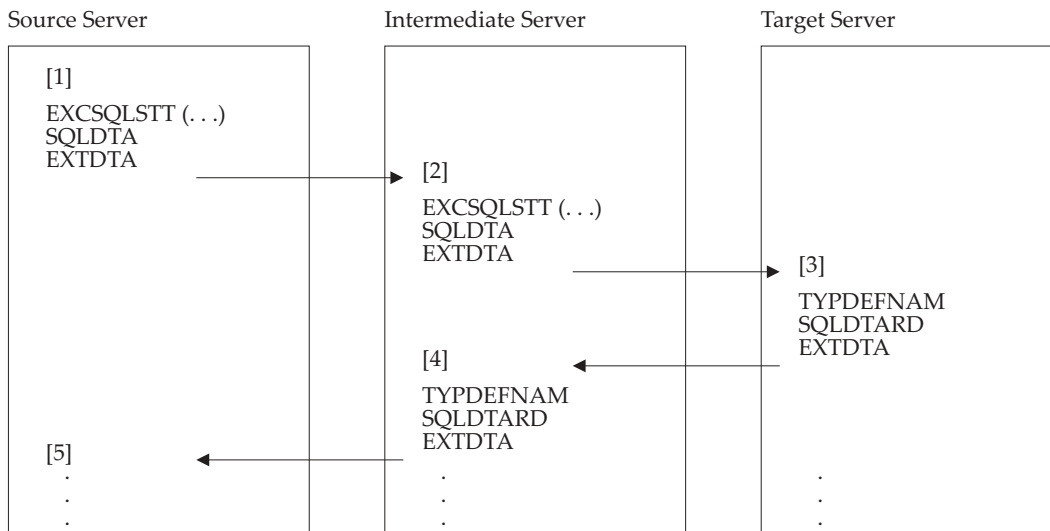 Source Server
Intermediate Server
Target Server
[1]
EXCSQLSTT (. . .)
SQLDTA
EXTDTA
[2]
EXCSQLSTT (. . .)
SQLDTA
EXTDTA
[3]
TYPDEFNAM
SQLDTARD
EXTDTA
[4]
TYPDEFNAM
SQLDTARD
EXTDTA
[5]
. . .
. . .
. . .